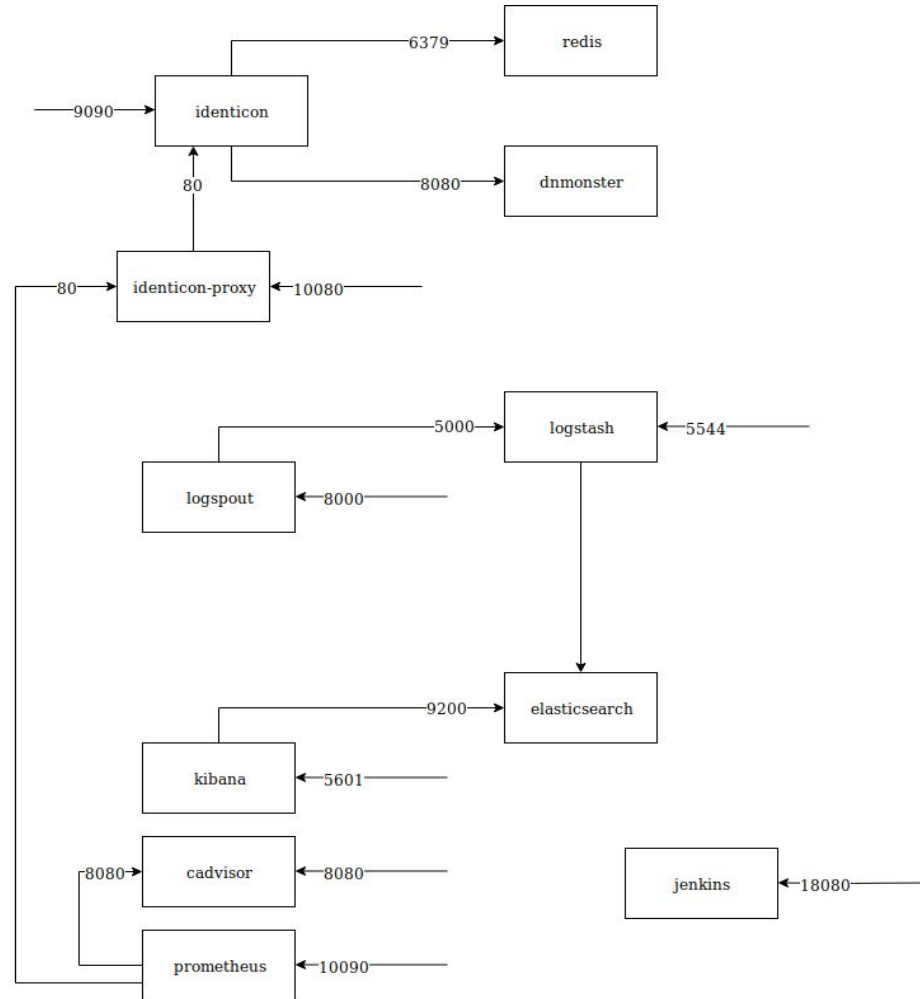 6379
redis
9090
identicon
80
8080
dnmonster
80
identicon-proxy
10080
5000
logstash
5544
logspout
8000
9200
elasticsearch
kibana
5601
8080
cadvisor
8080
jenkins
18080
prometheus
10090